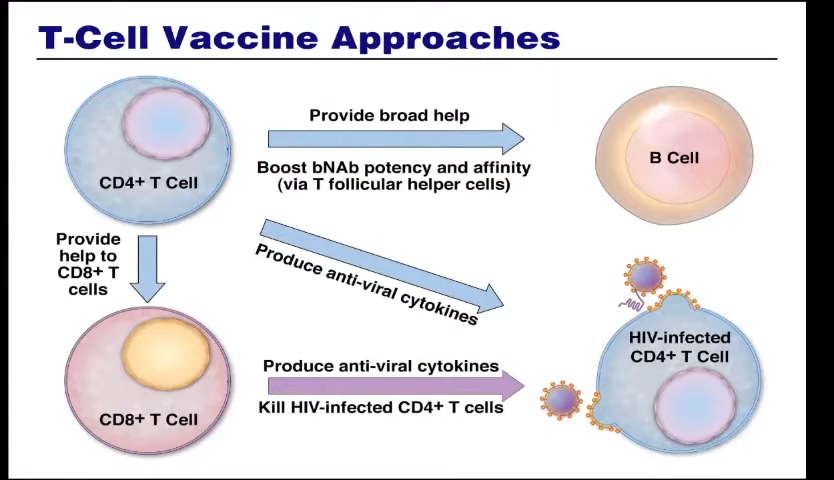 T-Cell Vaccine Approaches
Provide broad help
Boost bNAb potency and affinity
(via T follicular helper cells)
CD4+ T Cell
B Cell
Provide
help to
CD8+ T
cells
Produce anti-viral cytokines
HIV-infected
CD4+ T Cell
Produce anti-viral cytokines
Kill HIV-infected CD4+ T cells
CD8+ T Cell